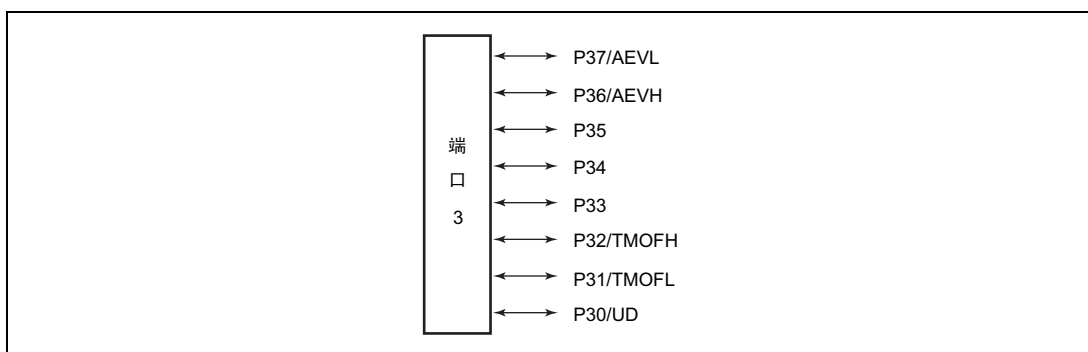 端
口
3
P37/AEVL
P36/AEVH
P35
P34
P33
P32/TMOFH
P31/TMOFL
P30/UD